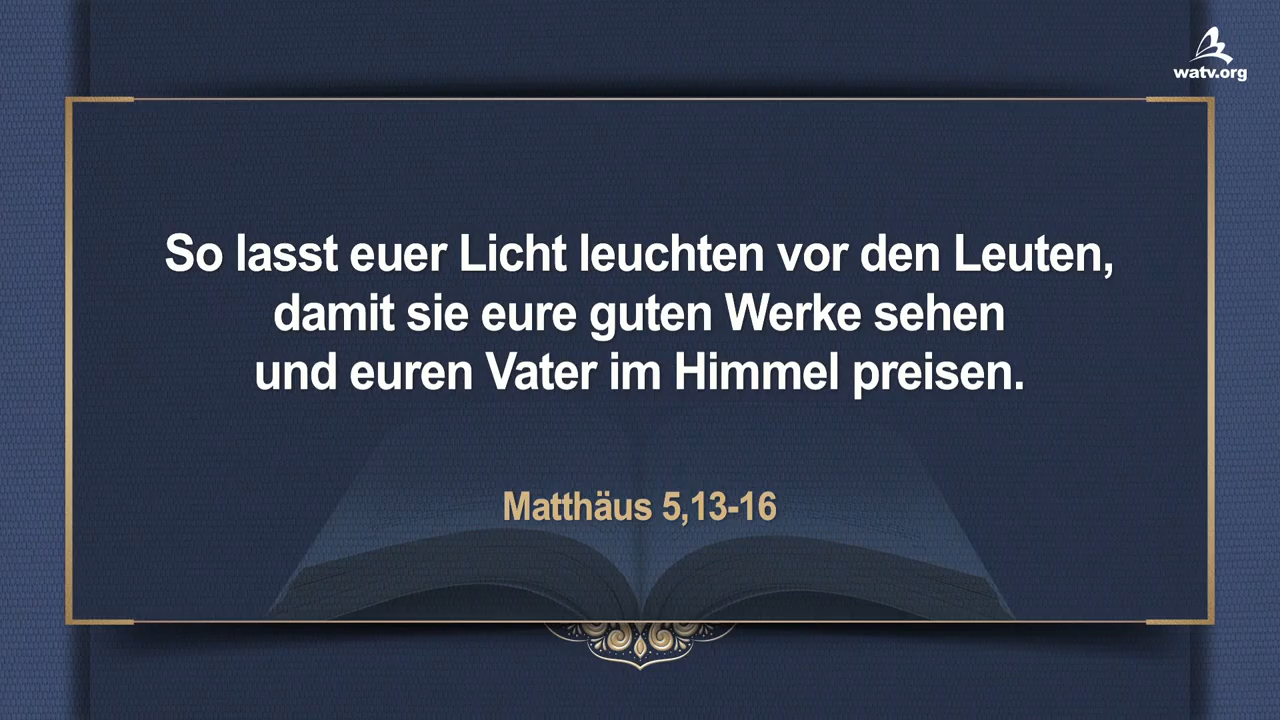 watv.org
So lasst euer Licht leuchten vor den Leuten,
damit sie eure guten Werke sehen
und euren Vater im Himmel preisen.
Matthäus 5,13-16